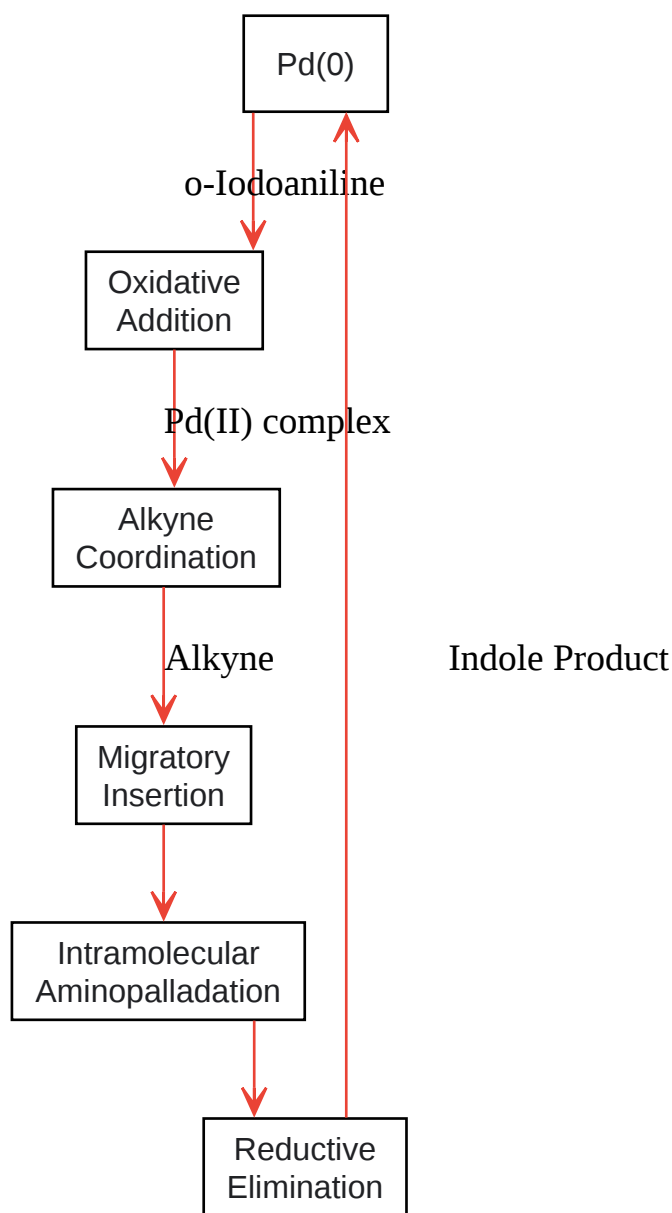 Pd(0)
o-Iodoaniline
Oxidative
Addition
Pd(II) complex
Alkyne
Coordination
Alkyne
Indole Product
Migratory
Insertion
Intramolecular
Aminopalladation
Reductive
Elimination